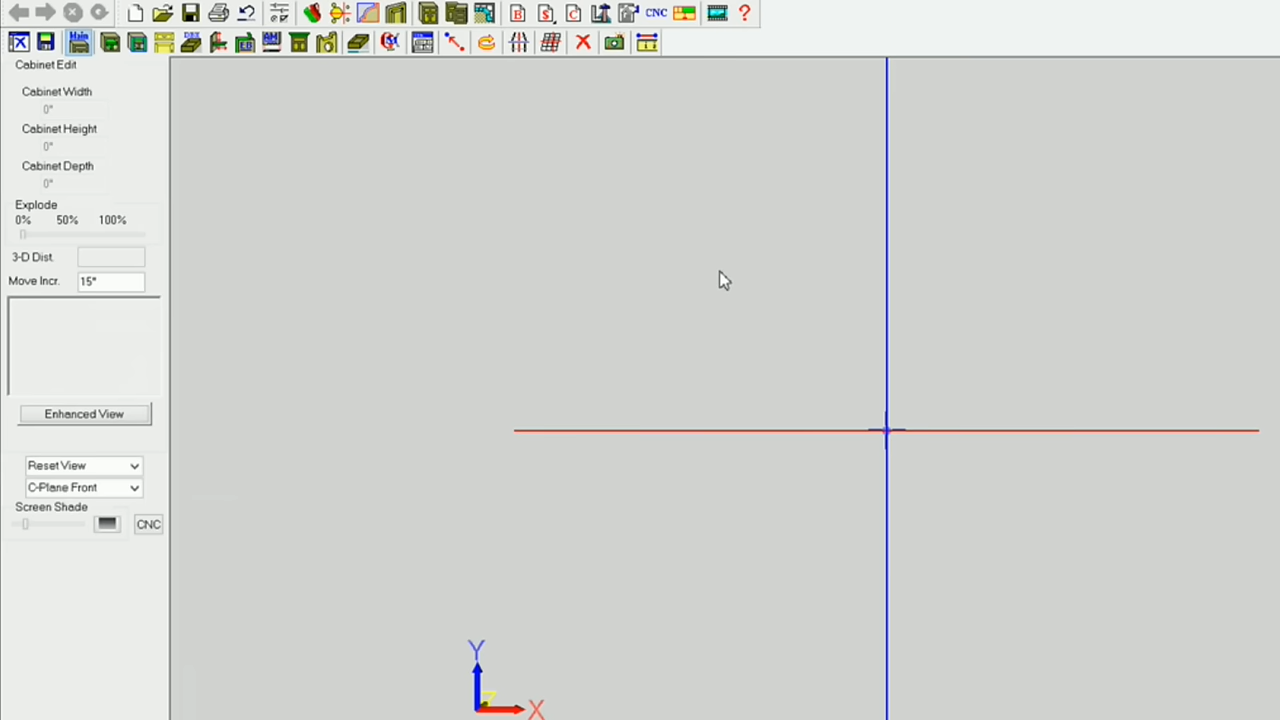 B $ C CNC ?
Main
Cabinet Edit
Cabinet Width
0"
Cabinet Height
0"
Cabinet Depth
0"
Explode
0% 50% 100%
3-D Dist.
Move Incr. 15"
Enhanced View
Reset View
C-Plane Front
Screen Shade
CNC
Y
X